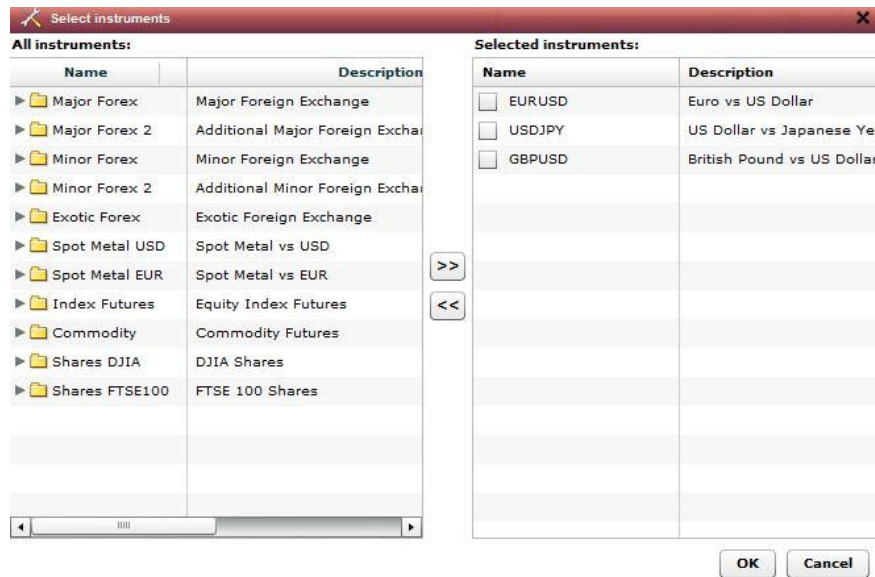 Select instruments
All instruments:
Name Description
Major Forex Major Foreign Exchange
Major Forex 2 Additional Major Foreign Excha
Minor Forex Minor Foreign Exchange
Minor Forex 2 Additional Minor Foreign Excha
Exotic Forex Exotic Foreign Exchange
Spot Metal USD Spot Metal vs USD
Spot Metal EUR Spot Metal vs EUR
Index Futures Equity Index Futures
Commodity Commodity Futures
Shares DJIA DJIA Shares
Shares FTSE100 FTSE 100 Shares
>>
<<
Selected instruments:
Name Description
EURUSD Euro vs US Dollar
USDJPY US Dollar vs Japanese Ye
GBPUSD British Pound vs US Dollar
OK Cancel